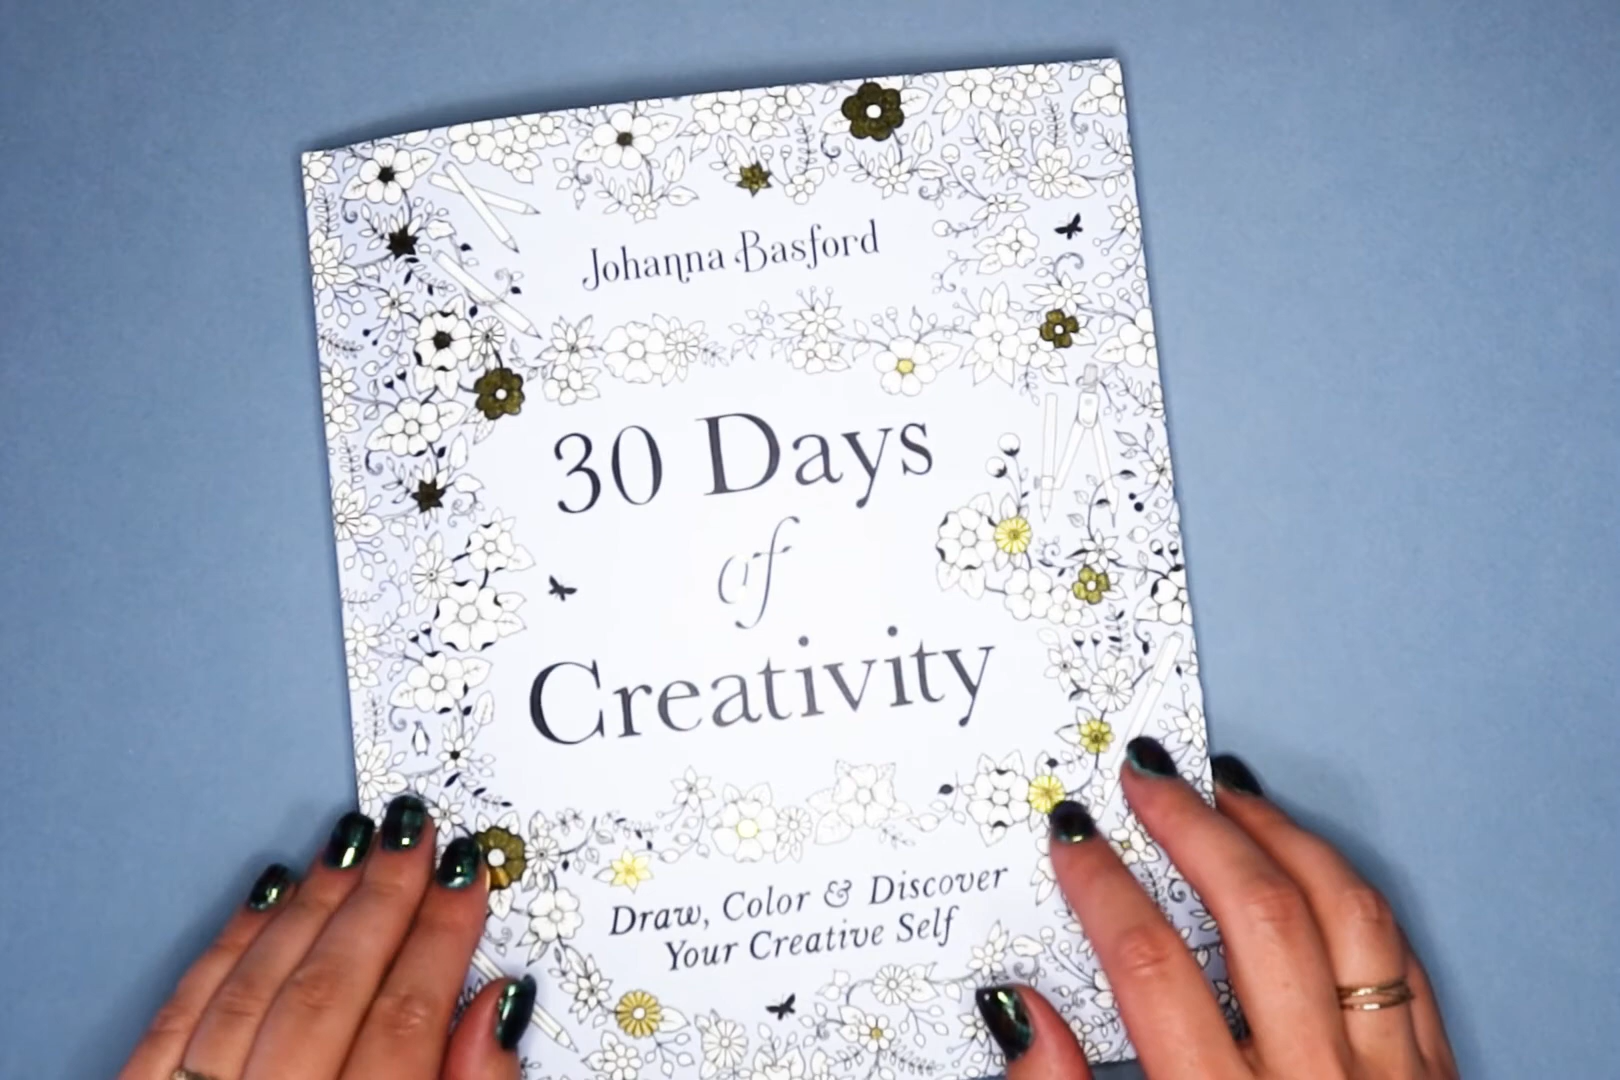 Johanna Basford
30 Days
of
Creativity
Draw, Color & Discover
Your Creative Self